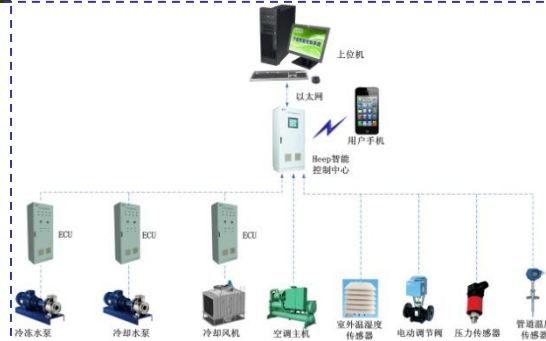 上位机
以太网
用户手机
Heep智能
控制中心
ECU
ECU
ECU
冷冻水泵
冷却水泵
冷却风机
空调主机
室外温湿度
传感器
电动调节阀
压力传感器
管道温度
传感器